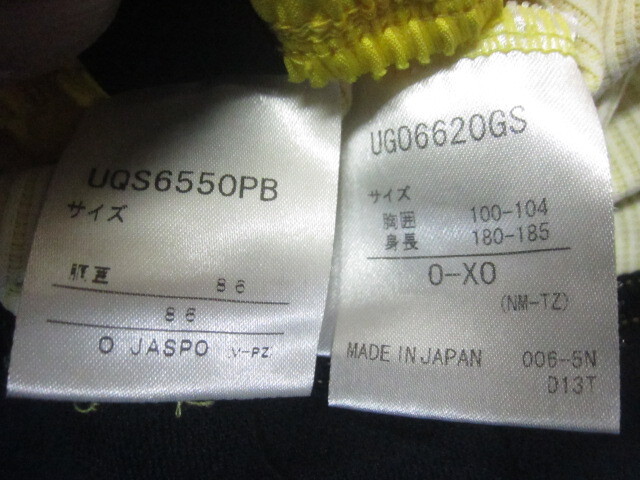 UQS6550PB
サイズ
86
86
O JASPO (V-PZ)
UG06620GS
サイズ
胸囲 100-104
身長 180-185
O-XO
(NM-TZ)
MADE IN JAPAN 006-5N
D13T